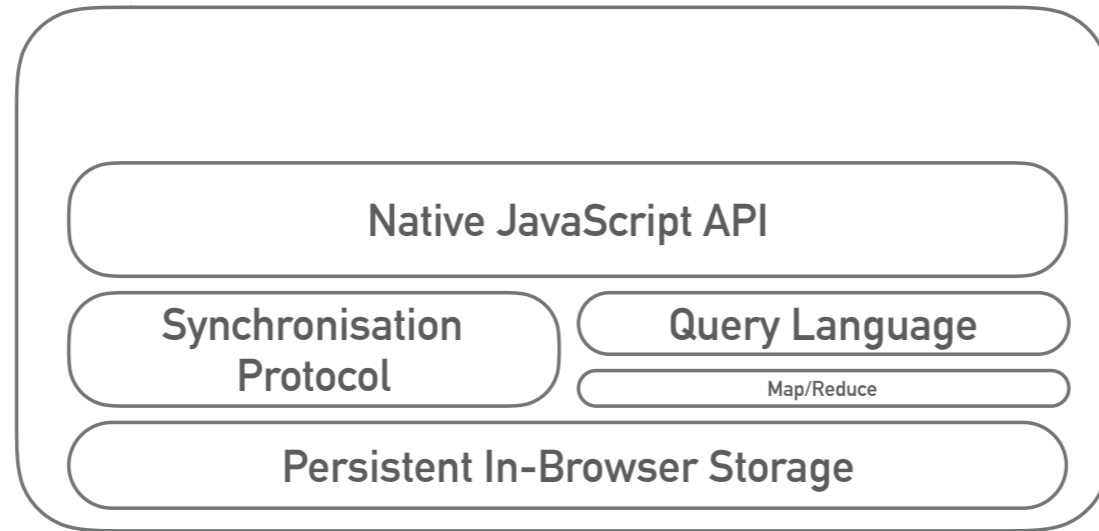 Native JavaScript API
Synchronisation
Protocol
Query Language
Map/Reduce
Persistent In-Browser Storage